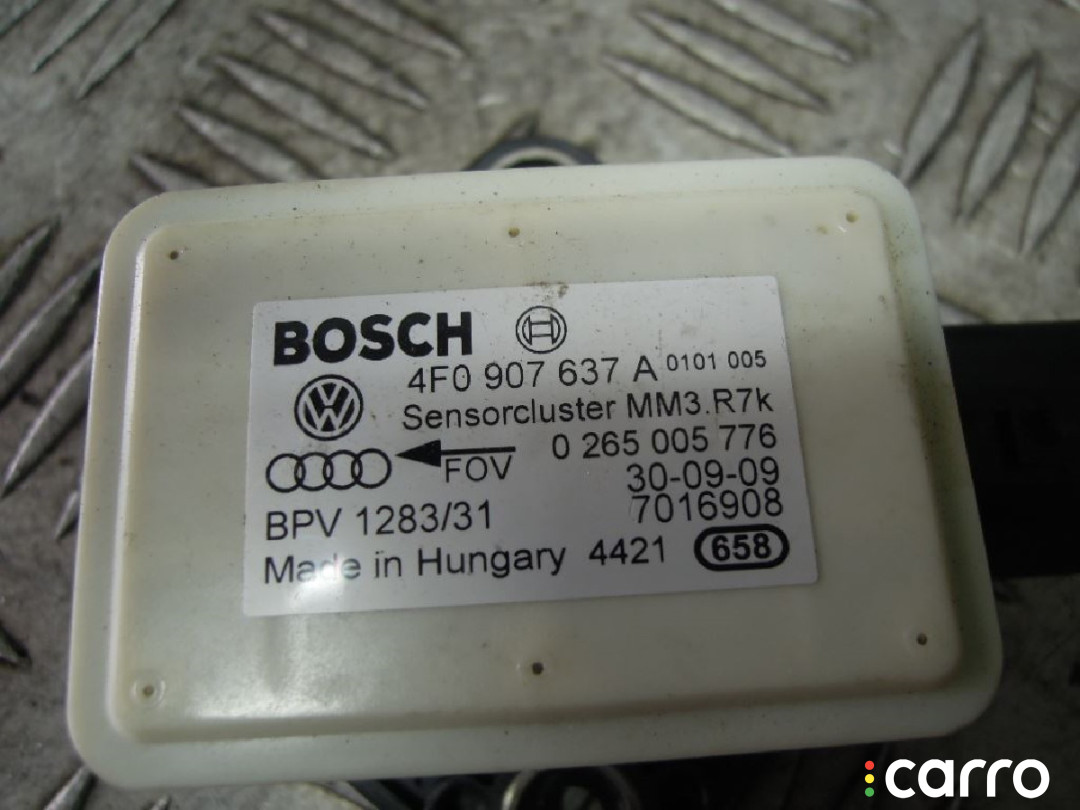 BOSCH
4F0 907 637 A 0101 005
Sensorcluster MM3.R7k
0 265 005 776
FOV
30-09-09
BPV 1283/31 7016908
Made in Hungary 4421 658
carro